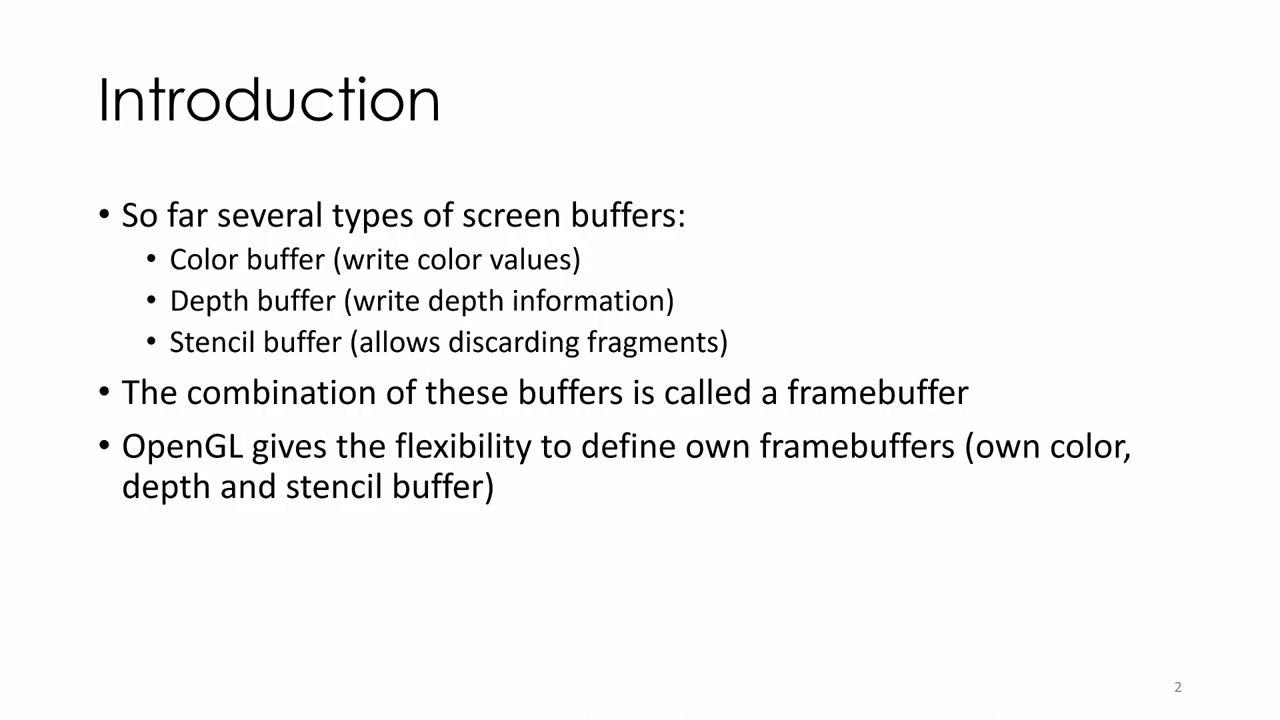 Introduction
• So far several types of screen buffers:
• Color buffer (write color values)
• Depth buffer (write depth information)
• Stencil buffer (allows discarding fragments)
• The combination of these buffers is called a framebuffer
• OpenGL gives the flexibility to define own framebuffers (own color,
depth and stencil buffer)
2